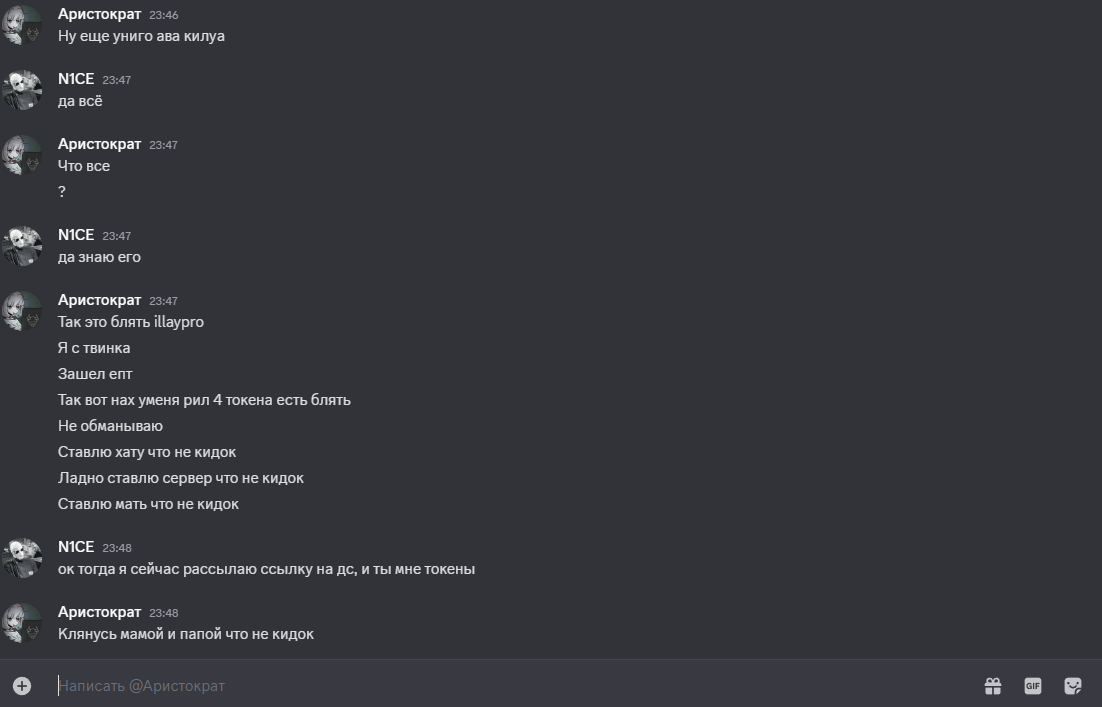 Аристократ 23:46
Ну еще униго ава килуа
N1CE 23:47
да всё
Аристократ 23:47
Что все
?
N1CE 23:47
да знаю его
Аристократ 23:47
Так это блять illaypro
Я с твинка
Зашел епт
Так вот нах уменя рил 4 токена есть блять
Не обманываю
Ставлю хату что не кидок
Ладно ставлю сервер что не кидок
Ставлю мать что не кидок
N1CE 23:48
ок тогда я сейчас рассылаю ссылку на дс, и ты мне токены
Аристократ 23:48
Клянусь мамой и папой что не кидок
Написать @Аристократ
GIF